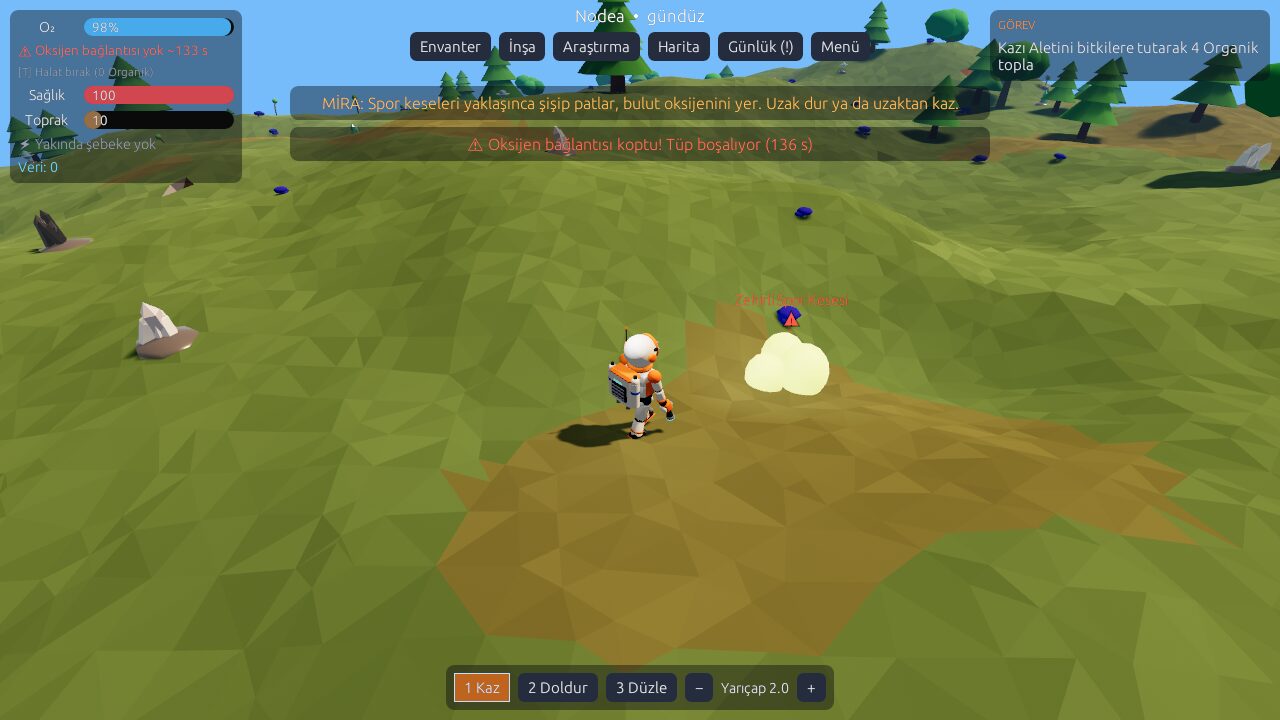 Nodea • gündüz
O₂ 98%
⚠ Oksijen bağlantısı yok ~133 s
[T] Halat bırak (0 Organik)
Sağlık 100
Toprak 10
⚡ Yakında şebeke yok
Veri: 0
Envanter İnşa Araştırma Harita Günlük (!) Menü
MİRA: Spor keseleri yaklaşınca şişip patlar, bulut oksijenini yer. Uzak dur ya da uzaktan kaz.
⚠ Oksijen bağlantısı koptu! Tüp boşalıyor (136 s)
GÖREV
Kazı Aletini bitkilere tutarak 4 Organik
topla
Zehirli Spor Kesesi
1 Kaz 2 Doldur 3 Düzle − Yarıçap 2.0 +